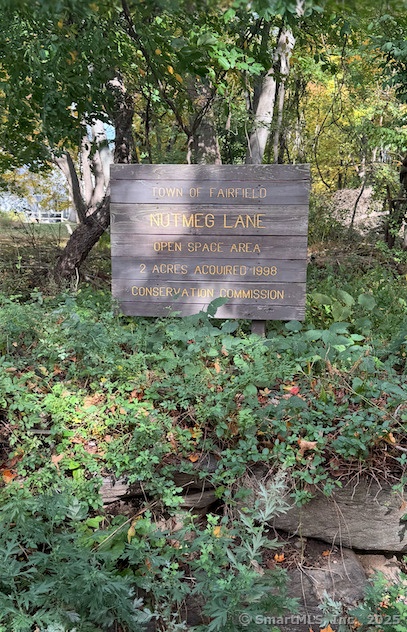 TOWN OF FAIRFIELD
NUTMEG LANE
OPEN SPACE AREA
2 ACRES ACQUIRED 1998
CONSERVATION COMMISSION
© SmartMLS, Inc. 2025